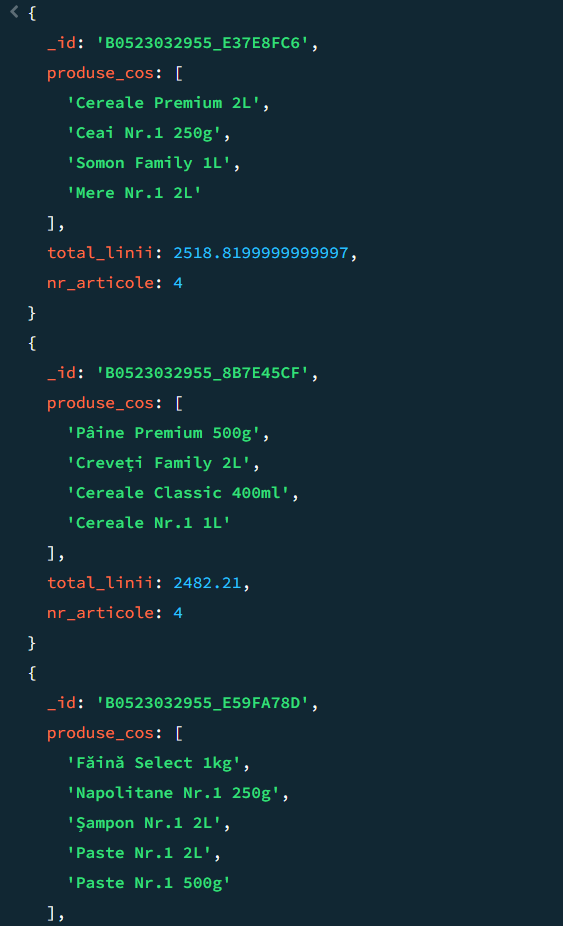 {
_id: 'B0523032955_E37E8FC6',
produse_cos: [
'Cereale Premium 2L',
'Ceai Nr.1 250g',
'Somon Family 1L',
'Mere Nr.1 2L'
],
total_linii: 2518.8199999999997,
nr_articole: 4
}
{
_id: 'B0523032955_8B7E45CF',
produse_cos: [
'Pâine Premium 500g',
'Creveți Family 2L',
'Cereale Classic 400ml',
'Cereale Nr.1 1L'
],
total_linii: 2482.21,
nr_articole: 4
}
{
_id: 'B0523032955_E59FA78D',
produse_cos: [
'Făină Select 1kg',
'Napolitane Nr.1 250g',
'Șampon Nr.1 2L',
'Paste Nr.1 2L',
'Paste Nr.1 500g'
],